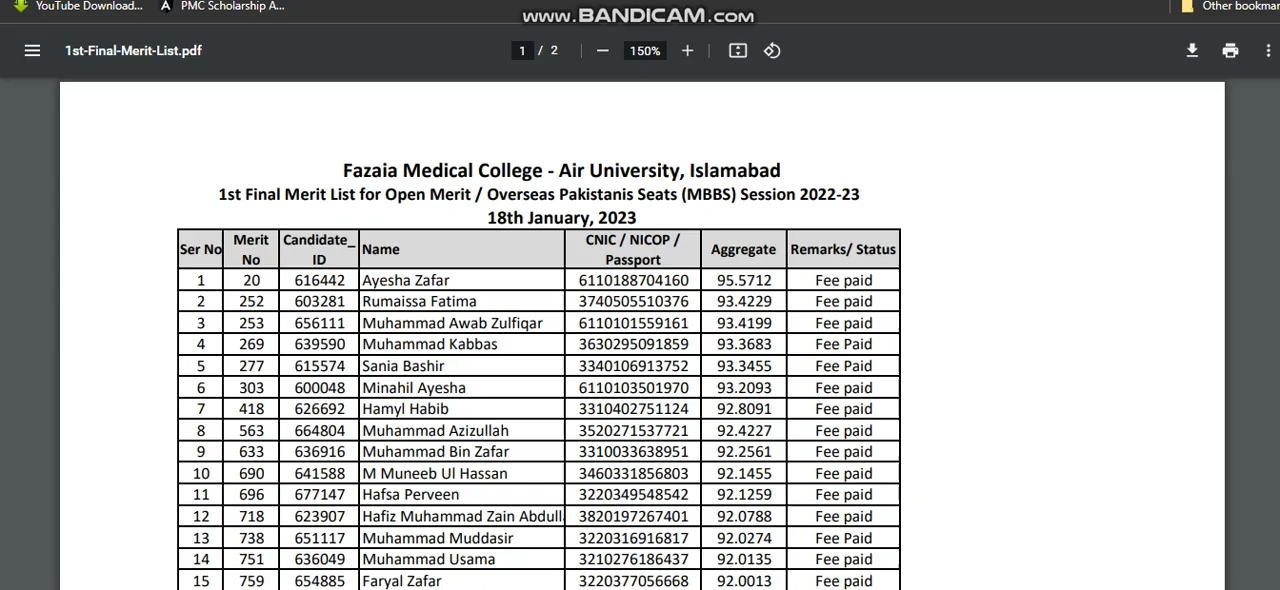 YouTube Download... PMC Scholarship A... Other bookmar
www.BANDICAM.com
1st-Final-Merit-List.pdf 1 / 2 150%
Fazaia Medical College - Air University, Islamabad
1st Final Merit List for Open Merit / Overseas Pakistanis Seats (MBBS) Session 2022-23
18th January, 2023
Ser No Merit No Candidate_ID Name CNIC / NICOP / Passport Aggregate Remarks/ Status
1 20 616442 Ayesha Zafar 6110188704160 95.5712 Fee paid
2 252 603281 Rumaissa Fatima 3740505510376 93.4229 Fee paid
3 253 656111 Muhammad Awab Zulfiqar 6110101559161 93.4199 Fee paid
4 269 639590 Muhammad Kabbas 3630295091859 93.3683 Fee Paid
5 277 615574 Sania Bashir 3340106913752 93.3455 Fee Paid
6 303 600048 Minahil Ayesha 6110103501970 93.2093 Fee paid
7 418 626692 Hamyl Habib 3310402751124 92.8091 Fee paid
8 563 664804 Muhammad Azizullah 3520271537721 92.4227 Fee paid
9 633 636916 Muhammad Bin Zafar 3310033638951 92.2561 Fee paid
10 690 641588 M Muneeb Ul Hassan 3460331856803 92.1455 Fee paid
11 696 677147 Hafsa Perveen 3220349548542 92.1259 Fee paid
12 718 623907 Hafiz Muhammad Zain Abdull 3820197267401 92.0788 Fee paid
13 738 651117 Muhammad Muddasir 3220316916817 92.0274 Fee Paid
14 751 636049 Muhammad Usama 3210276186437 92.0135 Fee paid
15 759 654885 Faryal Zafar 3220377056668 92.0013 Fee paid